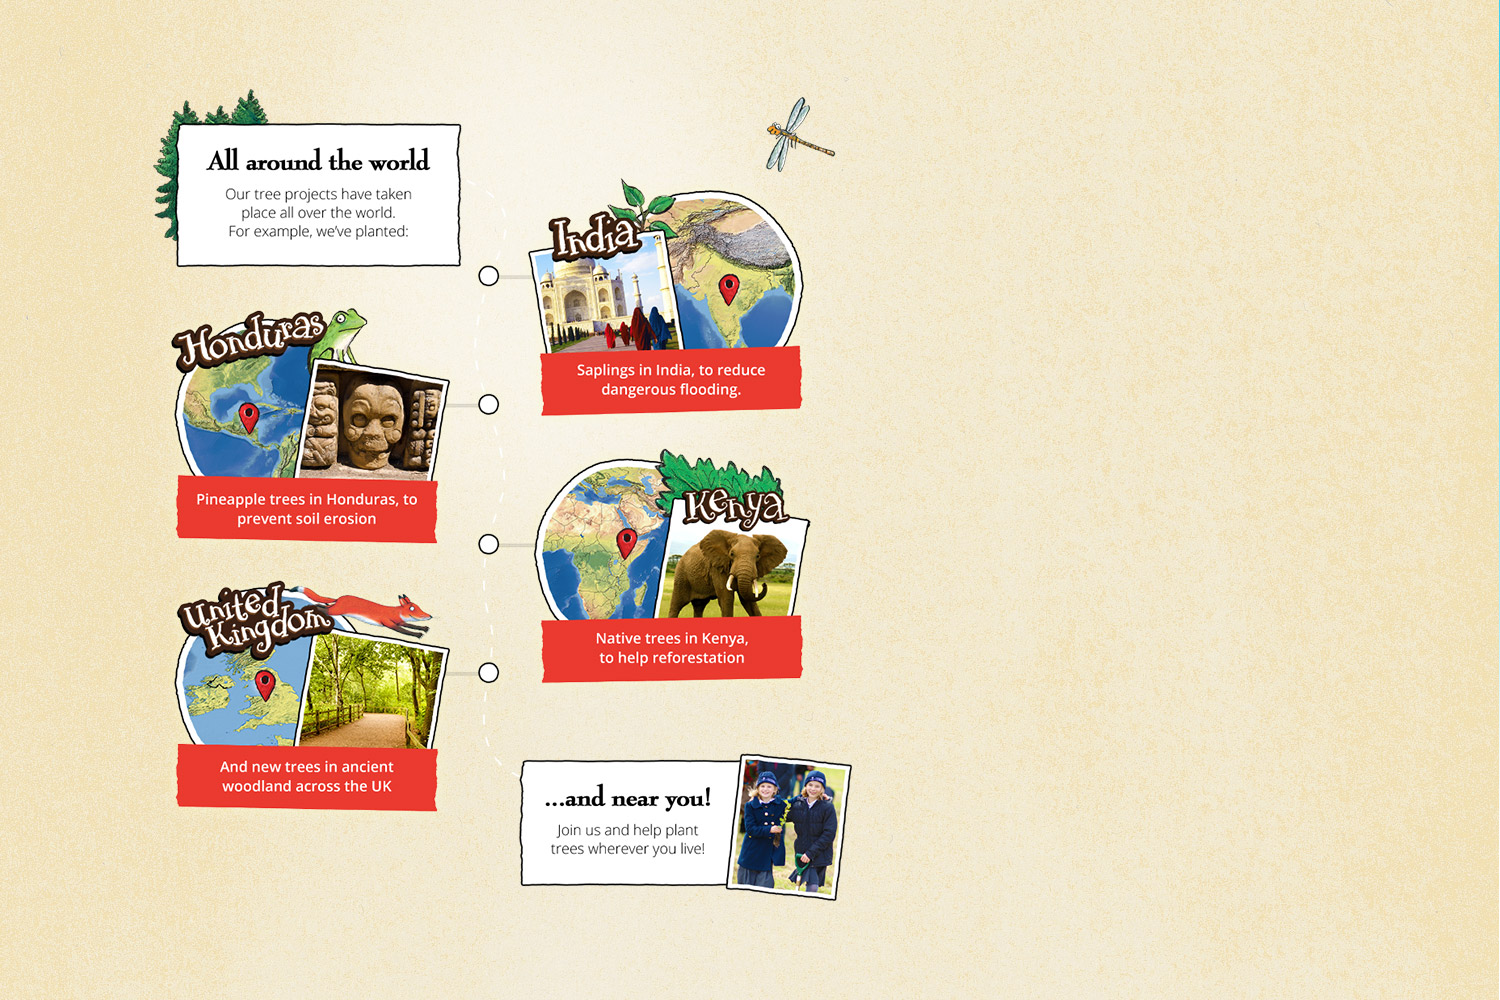 All around the world
Our tree projects have taken
place all over the world.
For example, we've planted:
India
Saplings in India, to reduce
dangerous flooding.
Honduras
Pineapple trees in Honduras, to
prevent soil erosion
Kenya
Native trees in Kenya,
to help reforestation
United
Kingdom
And new trees in ancient
woodland across the UK
...and near you!
Join us and help plant
trees wherever you live!